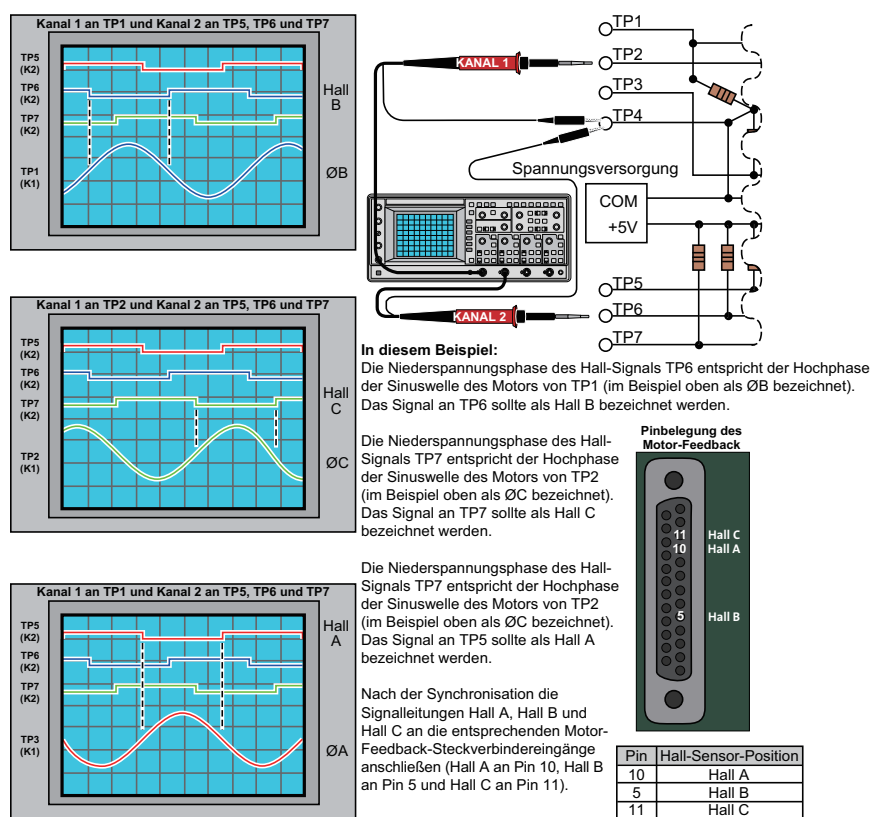 Kanal 1 an TP1 und Kanal 2 an TP5, TP6 und TP7
TP5
(K2)
TP6
(K2)
TP7
(K2)
TP1
(K1)
Hall
B
ØB
Kanal 1 an TP2 und Kanal 2 an TP5, TP6 und TP7
TP5
(K2)
TP6
(K2)
TP7
(K2)
TP2
(K1)
Hall
C
ØC
Kanal 1 an TP1 und Kanal 2 an TP5, TP6 und TP7
TP5
(K2)
TP6
(K2)
TP7
(K2)
TP3
(K1)
Hall
A
ØA
TP1
TP2
TP3
TP4
KANAL 1
Spannungsversorgung
COM
+5V
TP5
TP6
TP7
KANAL 2
In diesem Beispiel:
Die Niederspannungsphase des Hall-Signals TP6 entspricht der Hochphase
der Sinuswelle des Motors von TP1 (im Beispiel oben als ØB bezeichnet).
Das Signal an TP6 sollte als Hall B bezeichnet werden.
Die Niederspannungsphase des Hall-
Signals TP7 entspricht der Hochphase
der Sinuswelle des Motors von TP2
(im Beispiel oben als ØC bezeichnet).
Das Signal an TP7 sollte als Hall C
bezeichnet werden.
Die Niederspannungsphase des Hall-
Signals TP7 entspricht der Hochphase
der Sinuswelle des Motors von TP2
(im Beispiel oben als ØC bezeichnet).
Das Signal an TP5 sollte als Hall A
bezeichnet werden.
Nach der Synchronisation die
Signalleitungen Hall A, Hall B und
Hall C an die entsprechenden Motor-
Feedback-Steckverbindereingänge
anschließen (Hall A an Pin 10, Hall B
an Pin 5 und Hall C an Pin 11).
Pinbelegung des
Motor-Feedback
11 Hall C
10 Hall A
5 Hall B
Pin Hall-Sensor-Position
10 Hall A
5 Hall B
11 Hall C